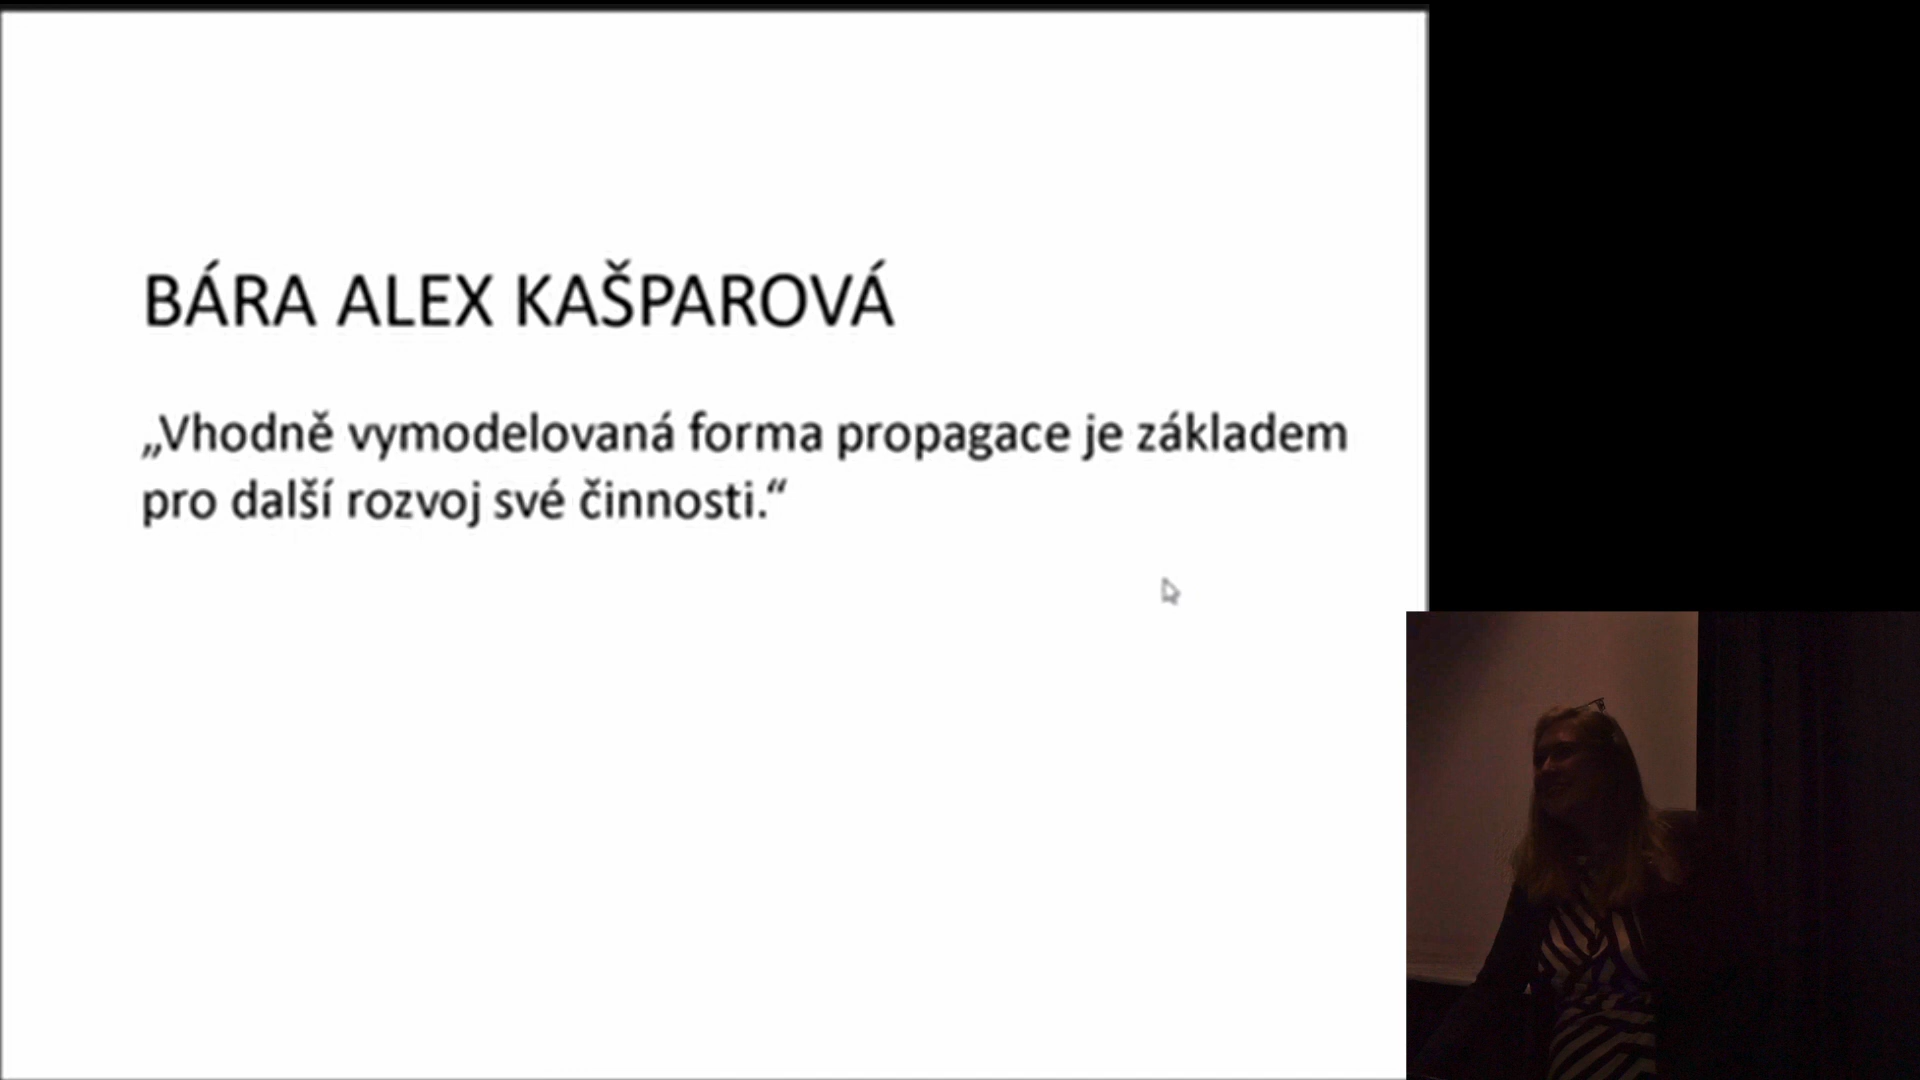 BÁRA ALEX KAŠPAROVÁ
„Vhodně vymodelovaná forma propagace je základem
pro další rozvoj své činnosti.“